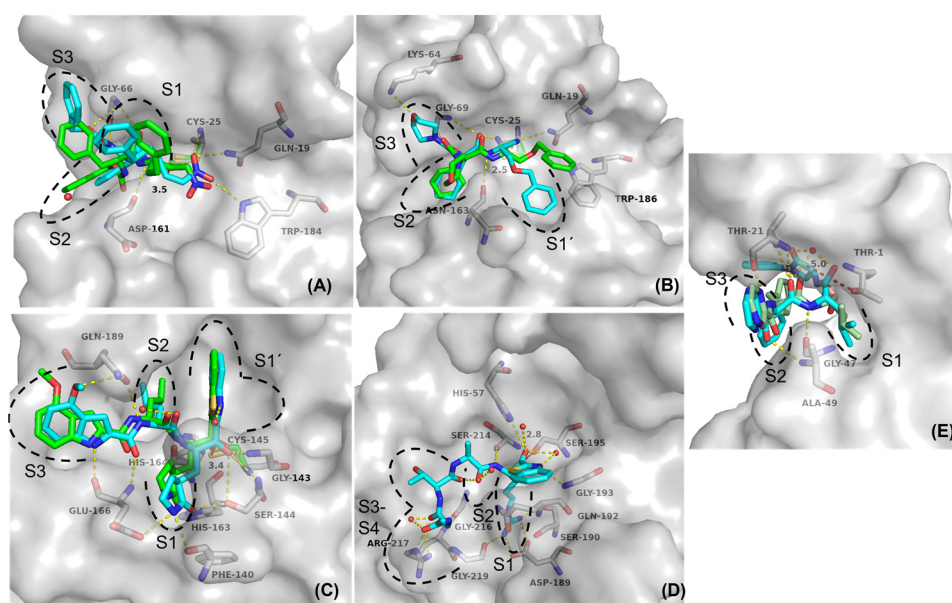 S3
S1
GLY-66
CYS-25
GLN-19
3.5
S2
ASP-161
TRP-184
(A)
LYS-64
GLY-69
CYS-25
GLN-19
S3
2.5
S2
ASN-163
TRP-186
S1´
(B)
GLN-189
S2
S1´
S3
HIS-164
CYS-145
3.4
GLY-143
GLU-166
S1
HIS-163
SER-144
PHE-140
(C)
HIS-57
2.8
SER-214
SER-195
S3-
S4
S2
GLY-193
GLY-216
GLN-192
ARG-217
SER-190
S1
GLY-219
ASP-189
(D)
THR-21
5.0
THR-1
S3
S2
GLY-47
S1
ALA-49
(E)